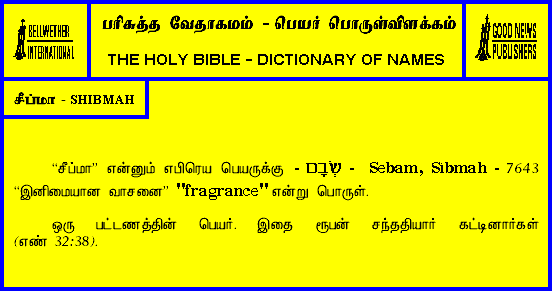 BELLWETHER
INTERNATIONAL
பரிசுத்த வேதாகமம் - பெயர் பொருள்விளக்கம்
THE HOLY BIBLE - DICTIONARY OF NAMES
GOOD NEWS
PUBLISHERS
சீப்மா - SHIBMAH
“சீப்மா” என்னும் எபிரெய பெயருக்கு - שְׂבָם - Sebam, Sibmah - 7643
“இனிமையான வாசனை” "fragrance" என்று பொருள்.
ஒரு பட்டணத்தின் பெயர். இதை ரூபன் சந்ததியார் கட்டினார்கள்
(எண் 32:38).